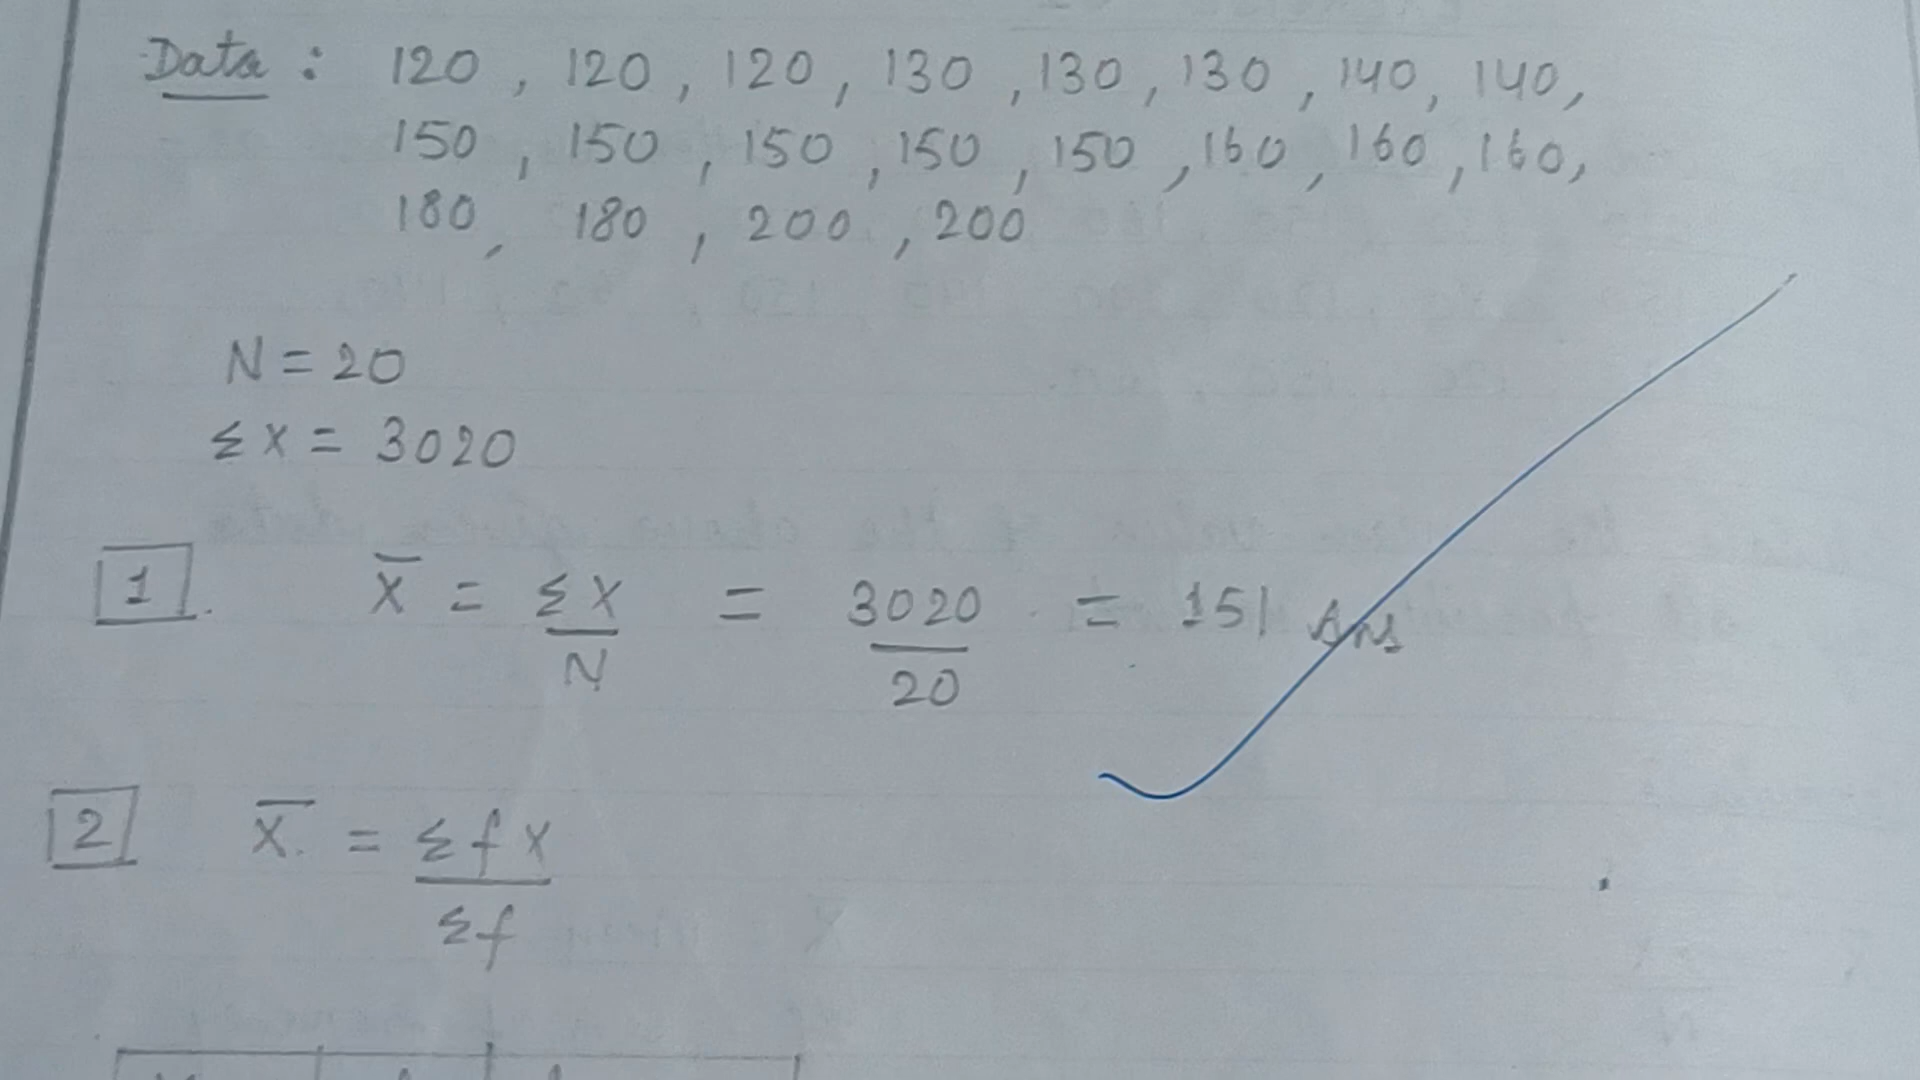 Data : 120 , 120 , 120 , 130 , 130 , 130 , 140 , 140 ,
150 , 150 , 150 , 150 , 150 , 160 , 160 , 160 ,
180 , 180 , 200 , 200
N = 20
Σ X = 3020
1. X̄ = ΣX/N = 3020/20 = 151 Ans
2 X̄ = ΣfX/Σf